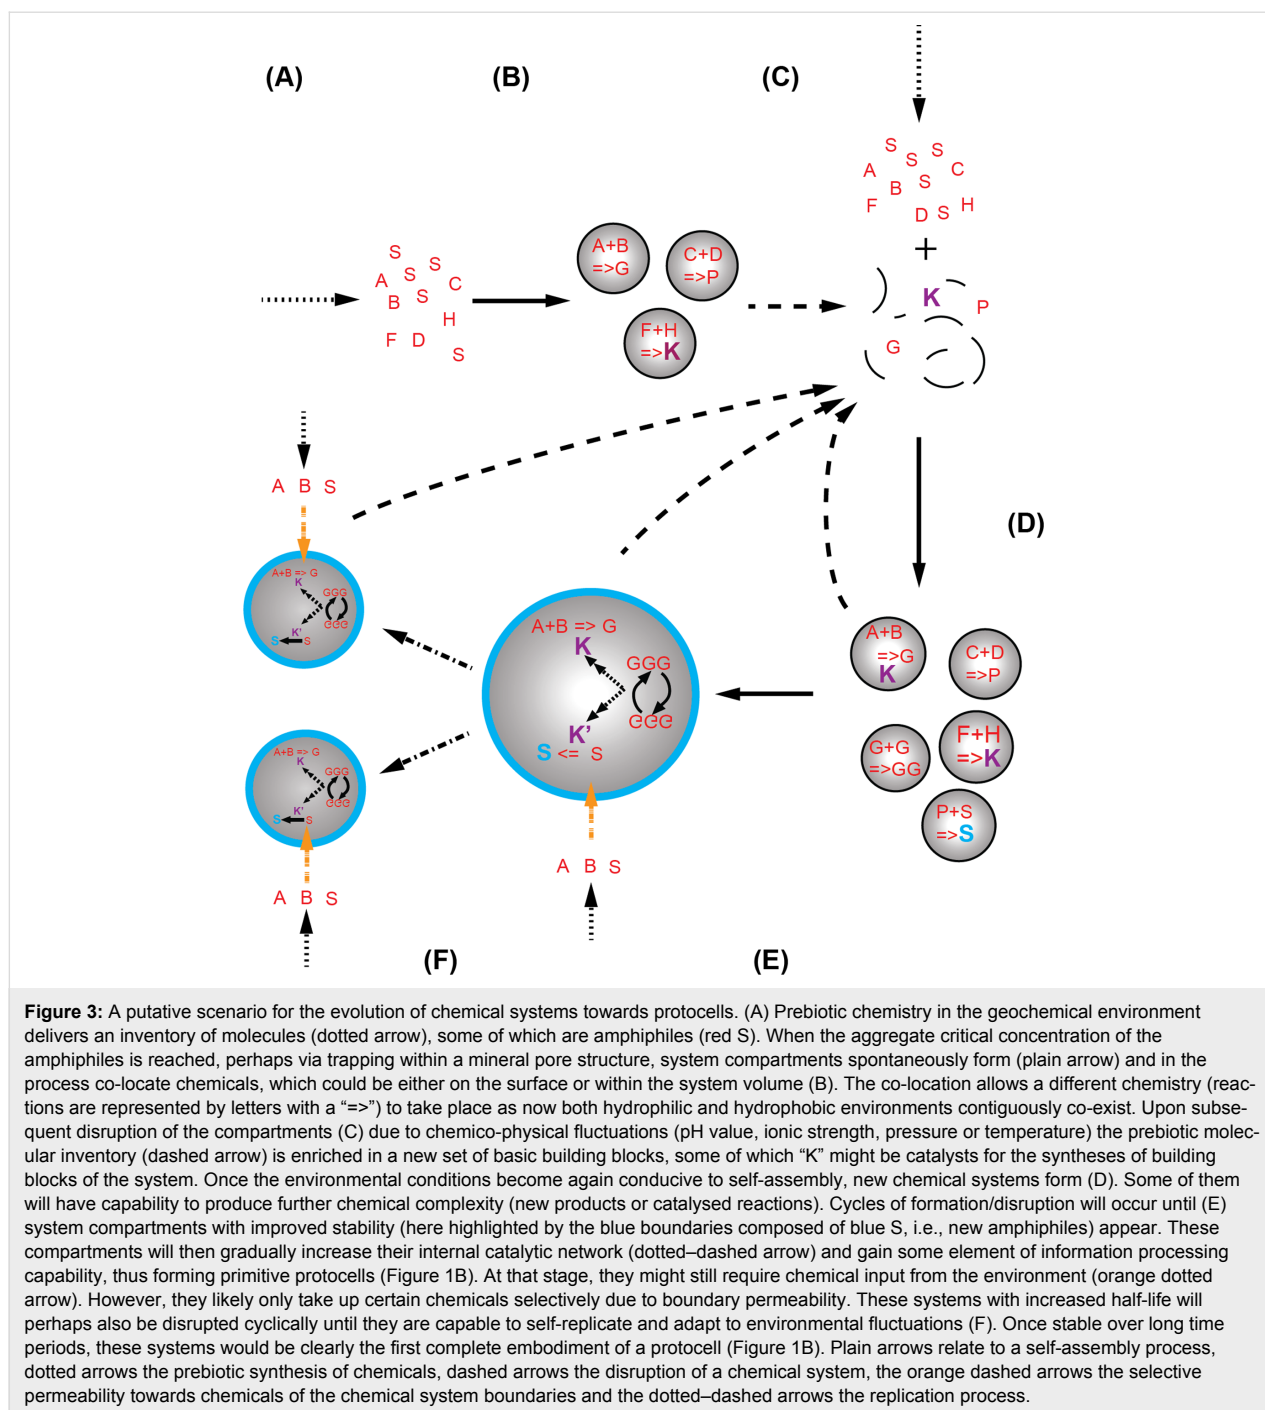 (A)
(B)
(C)
S
S
S
S
A
C
B
S
F
D
S
H
+
K
P
G
S
S
S
S
A
C
B
S
H
F
D
S
A+B
=>G
C+D
=>P
F+H
=>K
(D)
A B S
A+B => G
K
GGG
K'
S
S
A+B => G
K
GGG
K'
S <= S
A+B => G
K
GGG
K'
S
S
A B S
A B S
A+B
=>G
K
C+D
=>P
G+G
=>GG
F+H
=>K
P+S
=>S
(F)
(E)
Figure 3: A putative scenario for the evolution of chemical systems towards protocells. (A) Prebiotic chemistry in the geochemical environment
delivers an inventory of molecules (dotted arrow), some of which are amphiphiles (red S). When the aggregate critical concentration of the
amphiphiles is reached, perhaps via trapping within a mineral pore structure, system compartments spontaneously form (plain arrow) and in the
process co-locate chemicals, which could be either on the surface or within the system volume (B). The co-location allows a different chemistry (reac-
tions are represented by letters with a “=>”) to take place as now both hydrophilic and hydrophobic environments contiguously co-exist. Upon subse-
quent disruption of the compartments (C) due to chemico-physical fluctuations (pH value, ionic strength, pressure or temperature) the prebiotic molec-
ular inventory (dashed arrow) is enriched in a new set of basic building blocks, some of which “K” might be catalysts for the syntheses of building
blocks of the system. Once the environmental conditions become again conducive to self-assembly, new chemical systems form (D). Some of them
will have capability to produce further chemical complexity (new products or catalysed reactions). Cycles of formation/disruption will occur until (E)
system compartments with improved stability (here highlighted by the blue boundaries composed of blue S, i.e., new amphiphiles) appear. These
compartments will then gradually increase their internal catalytic network (dotted–dashed arrow) and gain some element of information processing
capability, thus forming primitive protocells (Figure 1B). At that stage, they might still require chemical input from the environment (orange dotted
arrow). However, they likely only take up certain chemicals selectively due to boundary permeability. These systems with increased half-life will
perhaps also be disrupted cyclically until they are capable to self-replicate and adapt to environmental fluctuations (F). Once stable over long time
periods, these systems would be clearly the first complete embodiment of a protocell (Figure 1B). Plain arrows relate to a self-assembly process,
dotted arrows the prebiotic synthesis of chemicals, dashed arrows the disruption of a chemical system, the orange dashed arrows the selective
permeability towards chemicals of the chemical system boundaries and the dotted–dashed arrows the replication process.